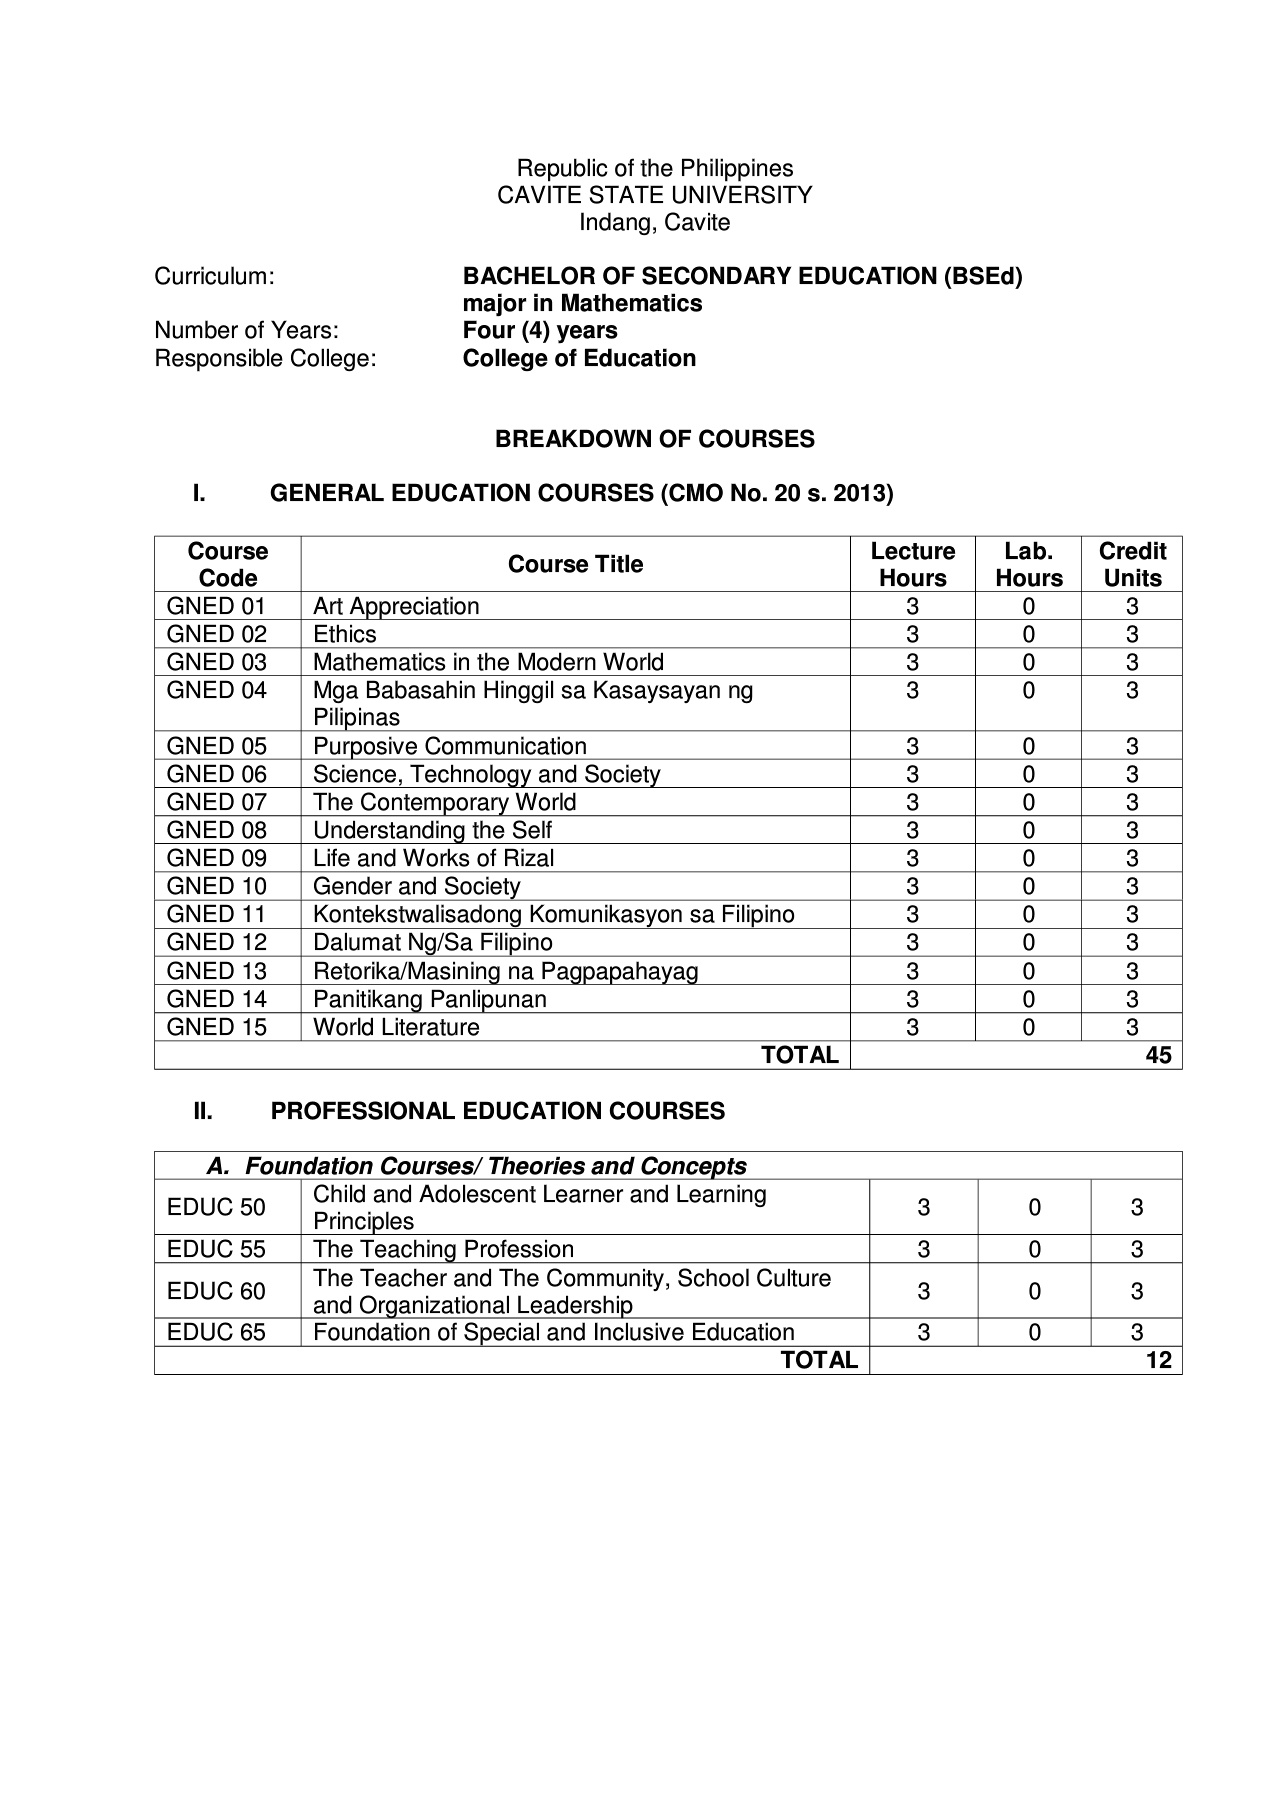 Republic of the Philippines
CAVITE STATE UNIVERSITY
Indang, Cavite
Curriculum: BACHELOR OF SECONDARY EDUCATION (BSEd)
major in Mathematics
Number of Years: Four (4) years
Responsible College: College of Education
BREAKDOWN OF COURSES
I. GENERAL EDUCATION COURSES (CMO No. 20 s. 2013)
Course Code Course Title Lecture Hours Lab. Hours Credit Units
GNED 01 Art Appreciation 3 0 3
GNED 02 Ethics 3 0 3
GNED 03 Mathematics in the Modern World 3 0 3
GNED 04 Mga Babasahin Hinggil sa Kasaysayan ng 3 0 3
Pilipinas
GNED 05 Purposive Communication 3 0 3
GNED 06 Science, Technology and Society 3 0 3
GNED 07 The Contemporary World 3 0 3
GNED 08 Understanding the Self 3 0 3
GNED 09 Life and Works of Rizal 3 0 3
GNED 10 Gender and Society 3 0 3
GNED 11 Kontekstwalisadong Komunikasyon sa Filipino 3 0 3
GNED 12 Dalumat Ng/Sa Filipino 3 0 3
GNED 13 Retorika/Masining na Pagpapahayag 3 0 3
GNED 14 Panitikang Panlipunan 3 0 3
GNED 15 World Literature 3 0 3
TOTAL 45
II. PROFESSIONAL EDUCATION COURSES
A. Foundation Courses/ Theories and Concepts
EDUC 50 Child and Adolescent Learner and Learning
Principles 3 0 3
EDUC 55 The Teaching Profession 3 0 3
EDUC 60 The Teacher and The Community, School Culture
and Organizational Leadership 3 0 3
EDUC 65 Foundation of Special and Inclusive Education 3 0 3
TOTAL 12